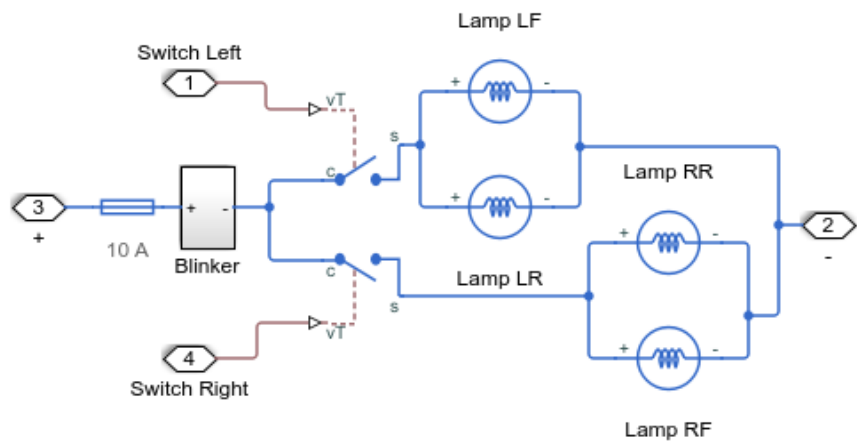 Lamp LF
Switch Left
1
vT
+
-
s
c
+
-
Lamp RR
3
+
10 A
+
-
Blinker
+
-
2
-
c
s
Lamp LR
vT
4
Switch Right
+
-
Lamp RF